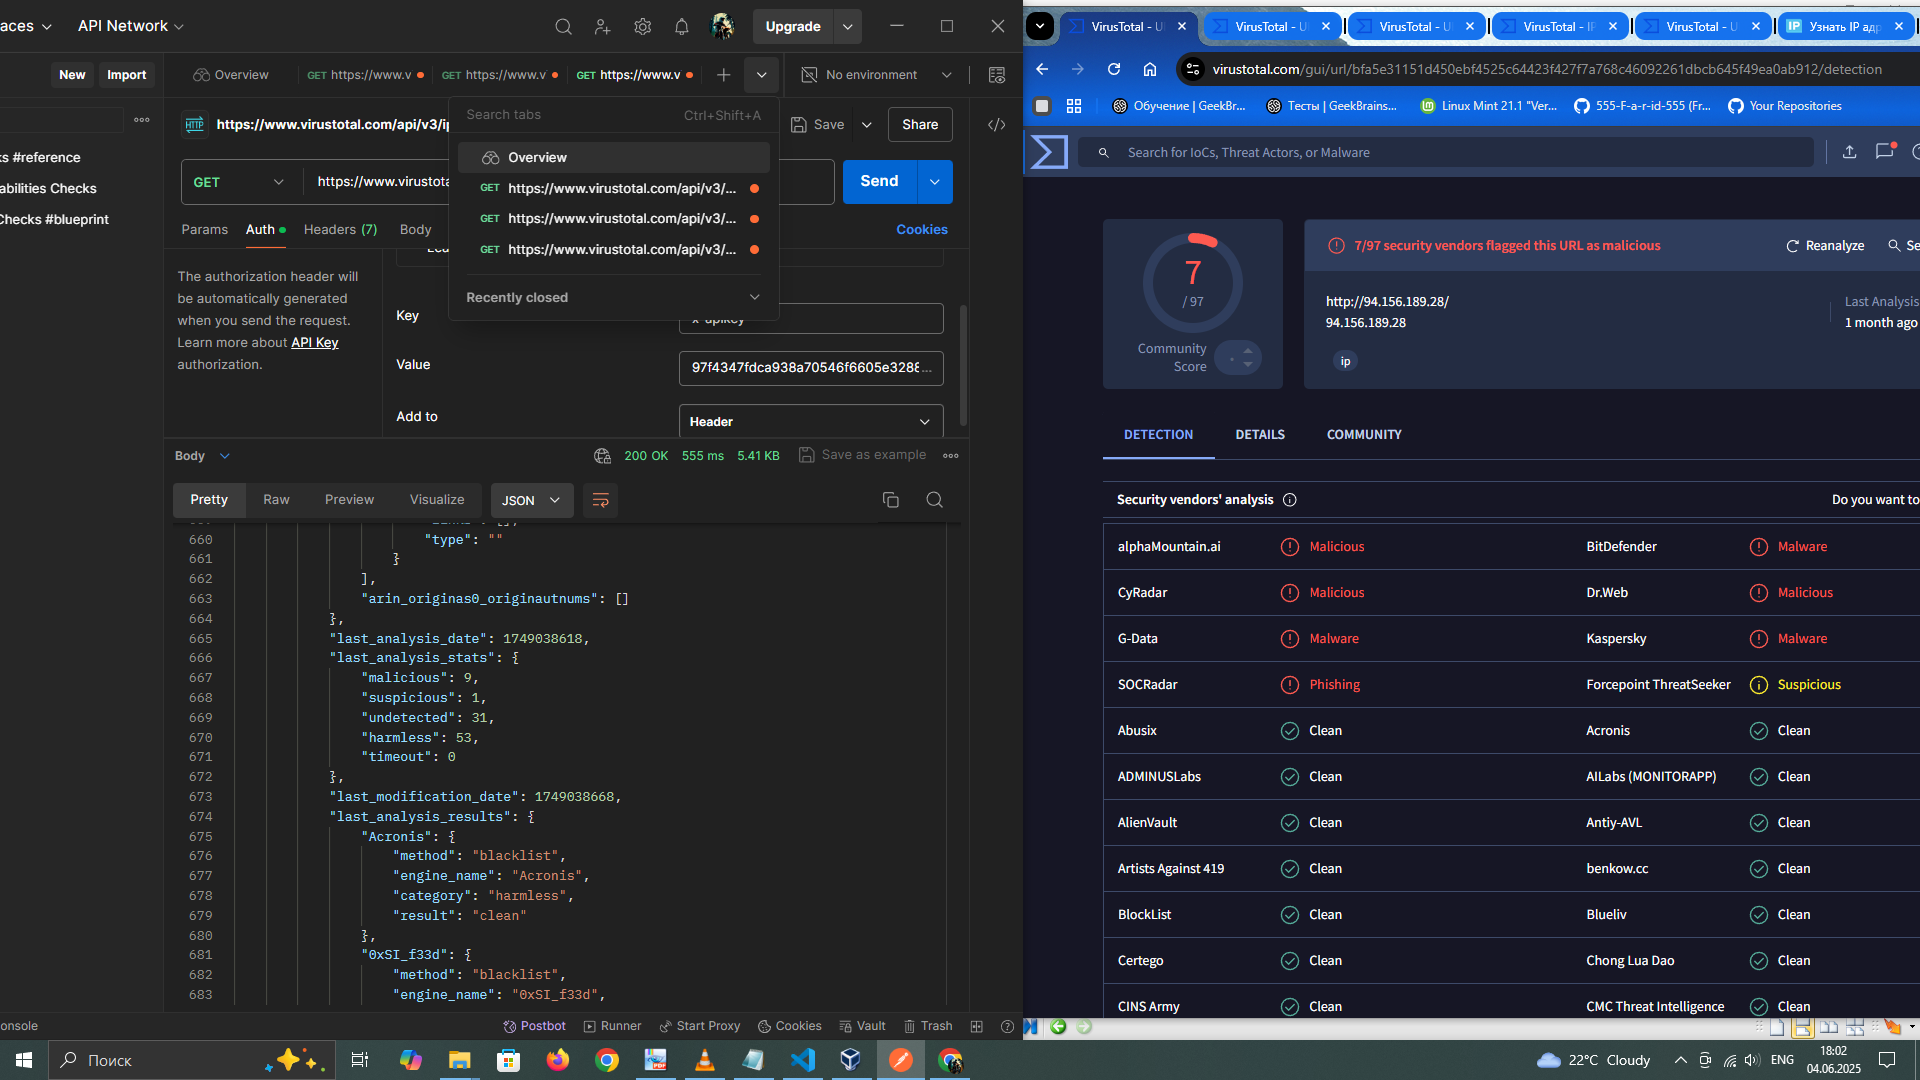 aces
API Network
Upgrade
New
Import
Overview
GET https://www.v
GET https://www.v
GET https://www.v
No environment
Search tabs
Ctrl+Shift+A
HTTP
https://www.virustotal.com/api/v3/ip
Save
Share
s #reference
abilities Checks
Checks #blueprint
Overview
GET https://www.virustotal.com/api/v3/...
GET https://www.virustotal.com/api/v3/...
GET https://www.virustotal.com/api/v3/...
Recently closed
GET
https://www.virustota
Send
Params
Auth
Headers (7)
Body
Cookies
The authorization header will
be automatically generated
when you send the request.
Learn more about API Key
authorization.
Key
x-apikey
Value
97f4347fdca938a70546f6605e3288...
Add to
Header
Body
200 OK
555 ms
5.41 KB
Save as example
Pretty
Raw
Preview
Visualize
JSON
660 "type": ""
661 }
662 ],
663 "arin_originas0_originautnums": []
664 },
665 "last_analysis_date": 1749038618,
666 "last_analysis_stats": {
667 "malicious": 9,
668 "suspicious": 1,
669 "undetected": 31,
670 "harmless": 53,
671 "timeout": 0
672 },
673 "last_modification_date": 1749038668,
674 "last_analysis_results": {
675 "Acronis": {
676 "method": "blacklist",
677 "engine_name": "Acronis",
678 "category": "harmless",
679 "result": "clean"
680 },
681 "0xSI_f33d": {
682 "method": "blacklist",
683 "engine_name": "0xSI_f33d",
onsole
Postbot
Runner
Start Proxy
Cookies
Vault
Trash
VirusTotal - U
VirusTotal - U
VirusTotal - U
VirusTotal - IP
VirusTotal - U
IP Узнать IP адр
virustotal.com/gui/url/bfa5e31151d450ebf4525c64423f427f7a768c46092261dbcb645f49ea0ab912/detection
Обучение | GeekBr...
Тесты | GeekBrains...
Linux Mint 21.1 "Ver...
555-F-a-r-id-555 (Fr...
Your Repositories
Search for IoCs, Threat Actors, or Malware
7
/ 97
Community
Score
7/97 security vendors flagged this URL as malicious
Reanalyze
Se
http://94.156.189.28/
94.156.189.28
ip
Last Analysis
1 month ago
DETECTION
DETAILS
COMMUNITY
Security vendors' analysis
Do you want to
alphaMountain.ai Malicious BitDefender Malware
CyRadar Malicious Dr.Web Malicious
G-Data Malware Kaspersky Malware
SOCRadar Phishing Forcepoint ThreatSeeker Suspicious
Abusix Clean Acronis Clean
ADMINUSLabs Clean AILabs (MONITORAPP) Clean
AlienVault Clean Antiy-AVL Clean
Artists Against 419 Clean benkow.cc Clean
BlockList Clean Blueliv Clean
Certego Clean Chong Lua Dao Clean
CINS Army Clean CMC Threat Intelligence Clean
Поиск
22°C Cloudy
ENG
18:02
04.06.2025